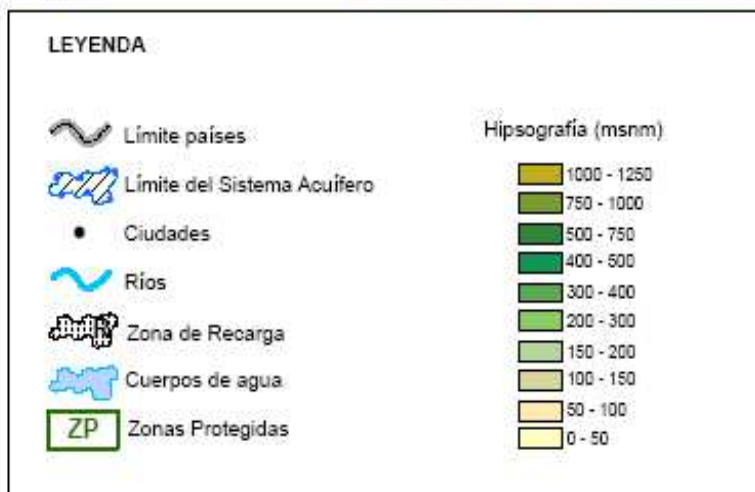 LEYENDA
Límite países
Límite del Sistema Acuífero
Ciudades
Ríos
Zona de Recarga
Cuerpos de agua
ZP Zonas Protegidas
Hipsografía (msnm)
1000 - 1250
750 - 1000
500 - 750
400 - 500
300 - 400
200 - 300
150 - 200
100 - 150
50 - 100
0 - 50